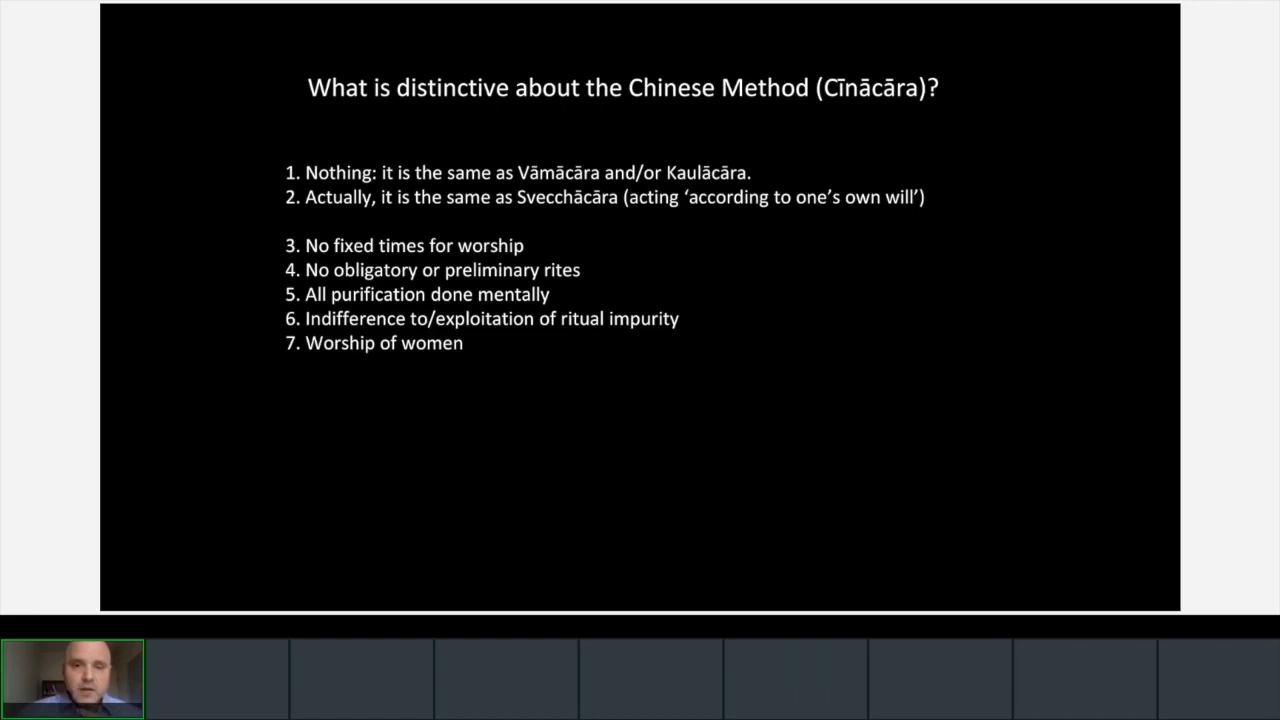 What is distinctive about the Chinese Method (Cīnācāra)?
1. Nothing: it is the same as Vāmācāra and/or Kaulācāra.
2. Actually, it is the same as Svecchācāra (acting ‘according to one’s own will’)
3. No fixed times for worship
4. No obligatory or preliminary rites
5. All purification done mentally
6. Indifference to/exploitation of ritual impurity
7. Worship of women